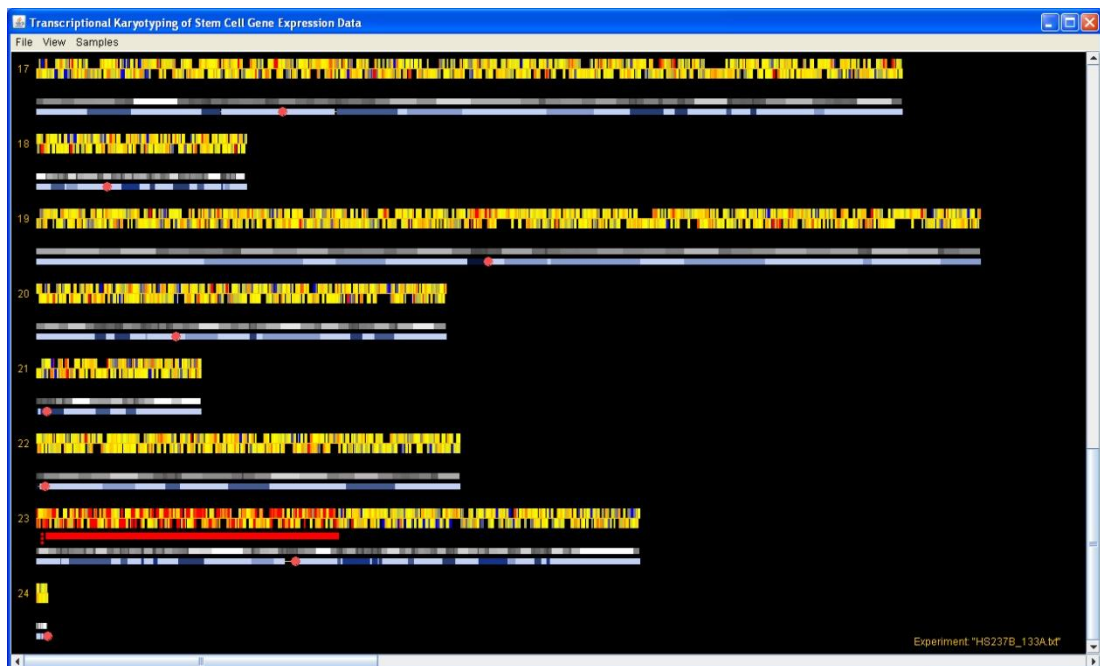 Transcriptional Karyotyping of Stem Cell Gene Expression Data
File View Samples
17
18
19
20
21
22
23
24
Experiment: "HS237B_133A.txt"